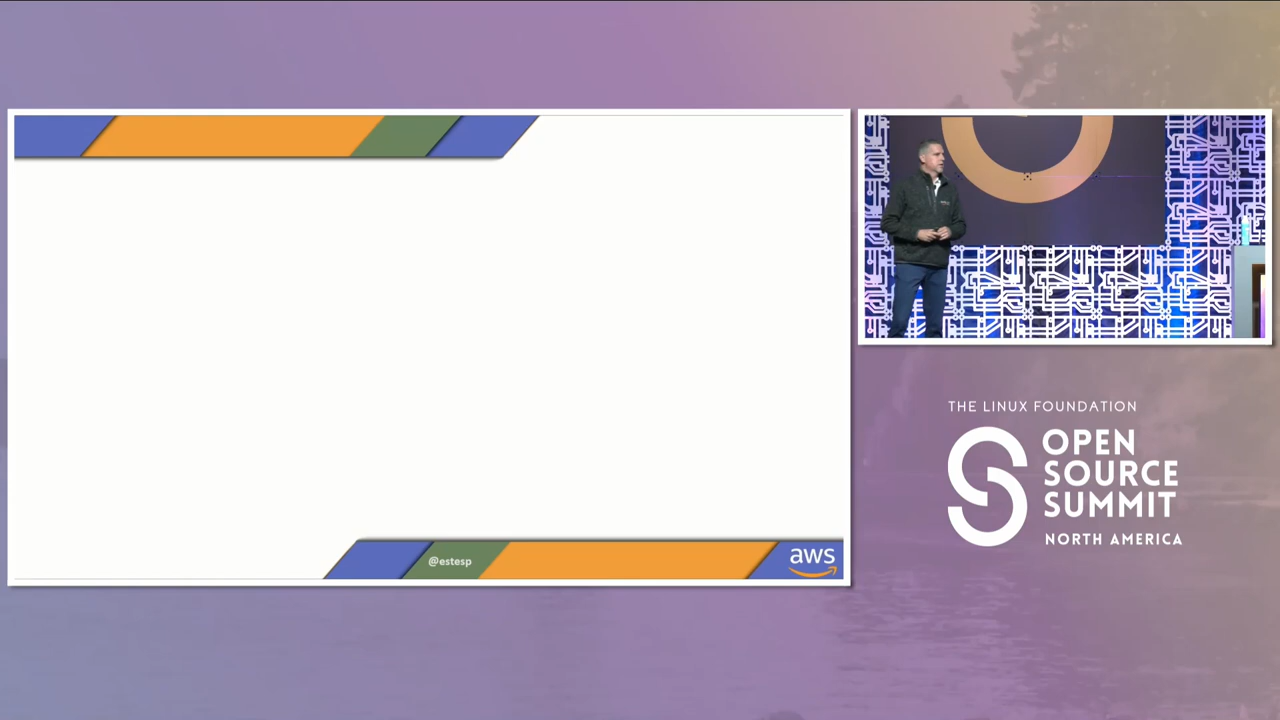 @estesp
aws
THE LINUX FOUNDATION
OPEN
SOURCE
SUMMIT
NORTH AMERICA